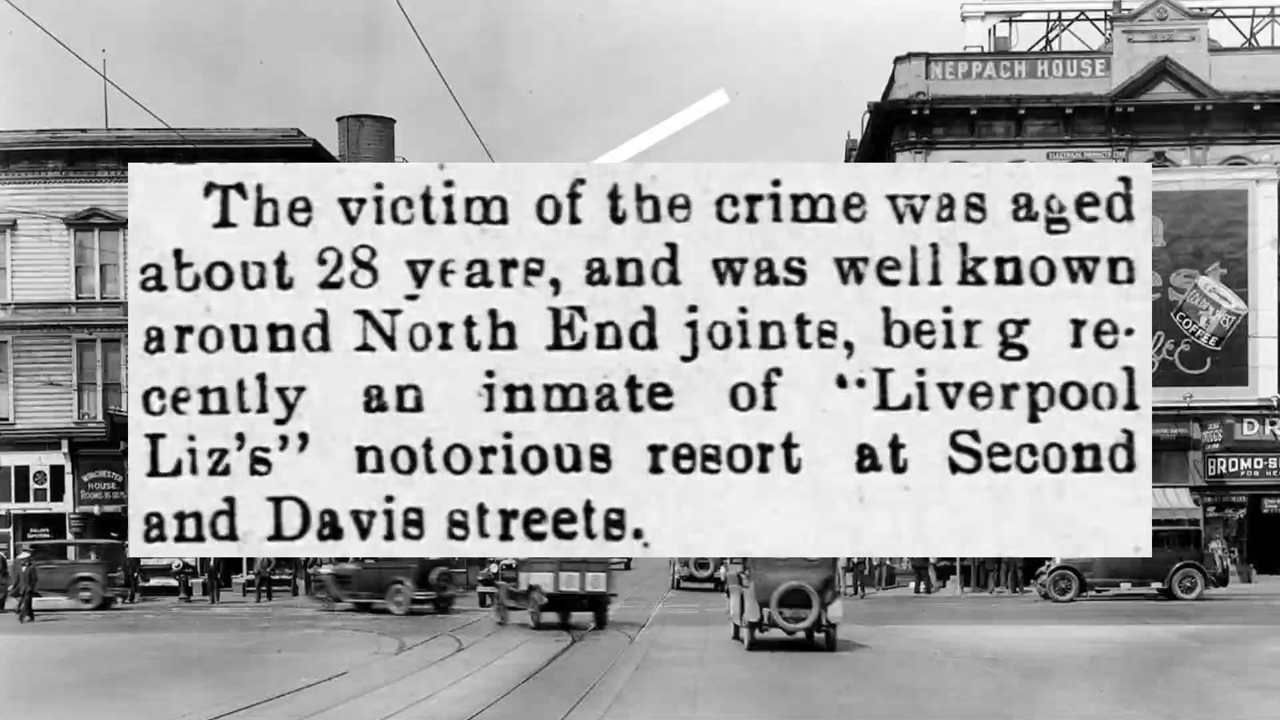 NEPPACH HOUSE
The victim of the crime was aged
about 28 years, and was well known
around North End joints, beirg re-
cently an inmate of "Liverpool
Liz's" notorious resort at Second
and Davis streets.
COFFEE
WINCHESTER
HOUSE
DR
BROMO-S